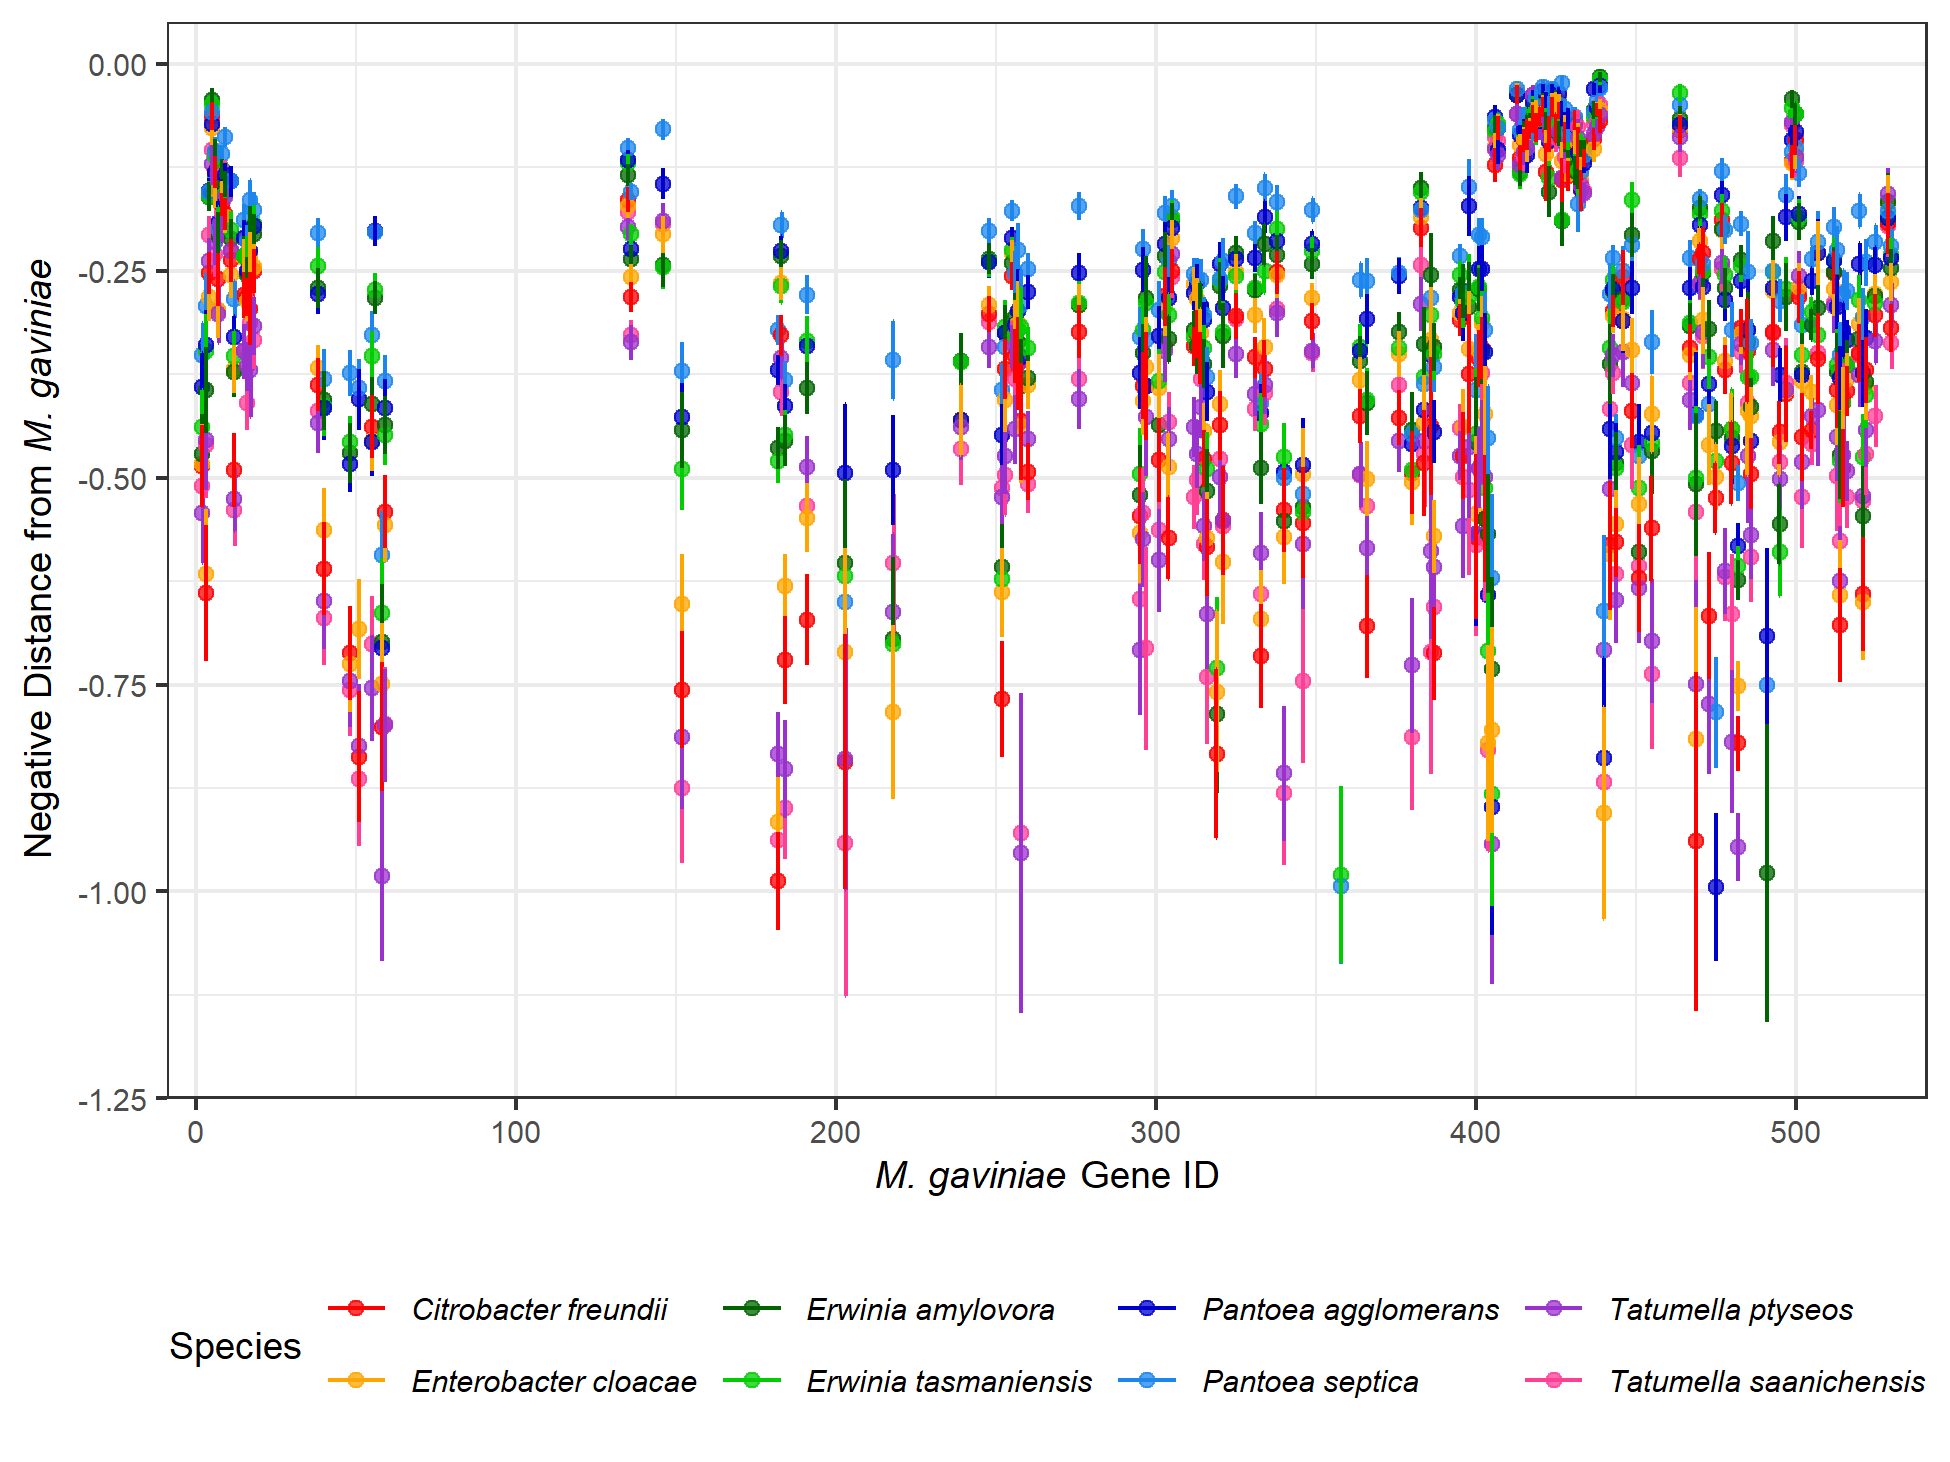 0.00
-0.25
-0.50
-0.75
-1.00
-1.25
Negative Distance from M. gaviniae
0 100 200 300 400 500
M. gaviniae Gene ID
Species
Citrobacter freundii Erwinia amylovora Pantoea agglomerans Tatumella ptyseos
Enterobacter cloacae Erwinia tasmaniensis Pantoea septica Tatumella saanichensis